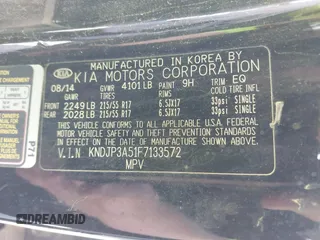 MANUFACTURED IN KOREA BY
KIA KIA MOTORS CORPORATION
08/14 GVWR 4101LB PAINT 9H TRIM EQ
TIRES RIMS COLD TIRE INFL
FRONT 2249LB 215/55 R17 6.5JX17 33psi SINGLE
REAR 2028LB 215/55 R17 6.5JX17 33psi SINGLE
THIS VEHICLE CONFORMS TO ALL APPLICABLE
FEDERAL MOTOR VEHICLE SAFETY AND THEFT
PREVENTION STANDARDS IN EFFECT ON THE
DATE OF MANUFACTURE SHOWN ABOVE.
V.I.N KNDJP3A51F7133572
MPV
P71
DREAMBID